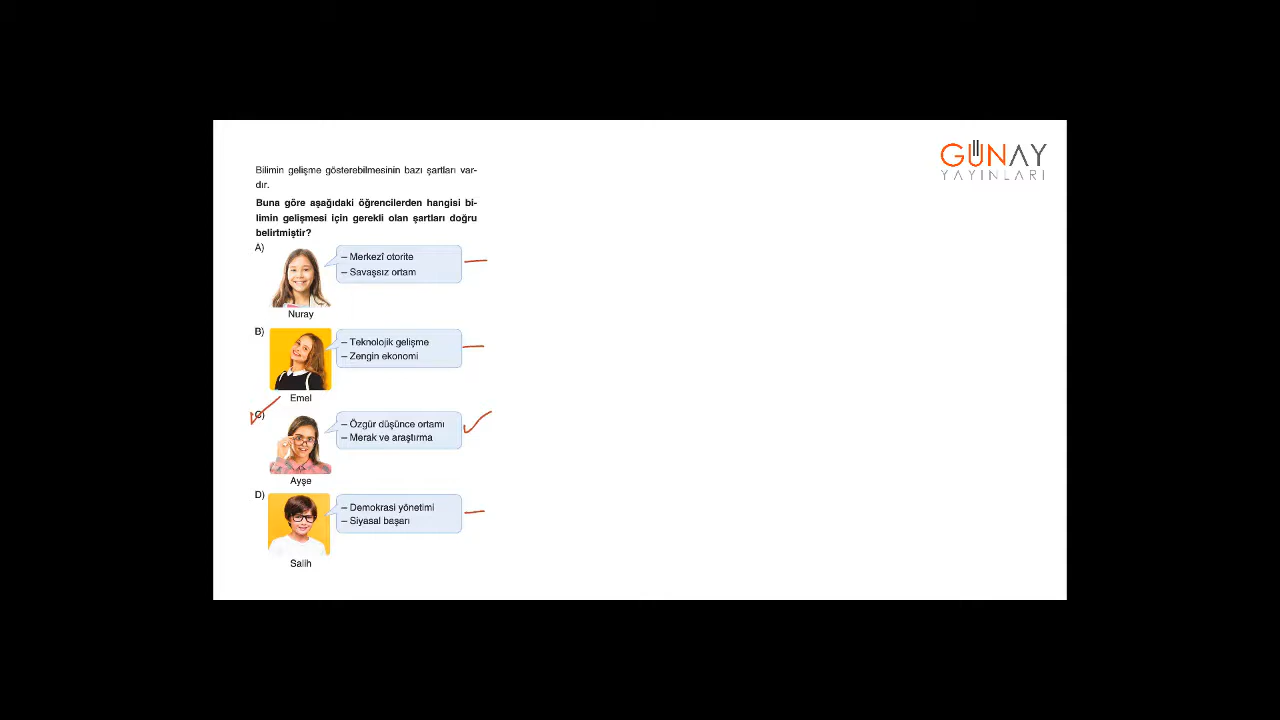 GÜNAY
YAYINLARI
Bilimin gelişme gösterebilmesinin bazı şartları var-
dır.
Buna göre aşağıdaki öğrencilerden hangisi bi-
limin gelişmesi için gerekli olan şartları doğru
belirtmiştir?
A)
– Merkezî otorite
– Savaşsız ortam
Nuray
B)
– Teknolojik gelişme
– Zengin ekonomi
Emel
C)
– Özgür düşünce ortamı
– Merak ve araştırma
Ayşe
D)
– Demokrasi yönetimi
– Siyasal başarı
Salih